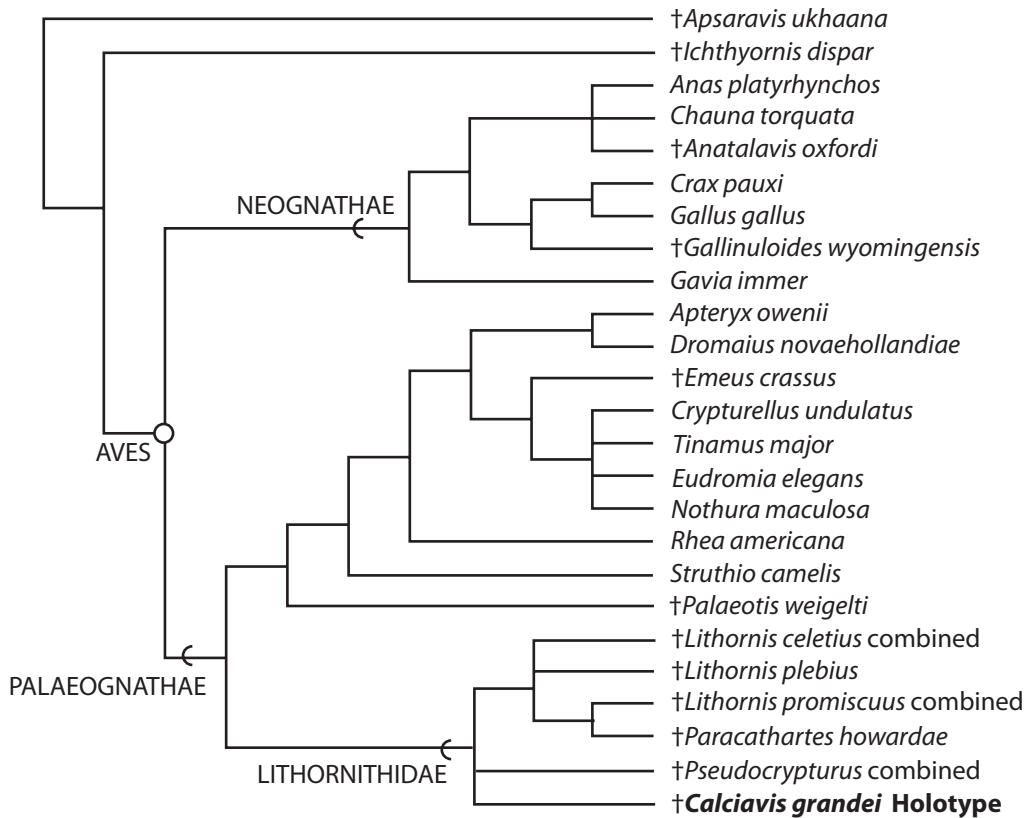 †Apsaravis ukhaana
†Ichthyornis dispar
Anas platyrhynchos
Chauna torquata
†Anatalavis oxfordi
Crax pauxi
NEOGNATHAE
Gallus gallus
†Gallinuloides wyomingensis
Gavia immer
Apteryx owenii
Dromaius novaehollandiae
†Emeus crassus
Crypturellus undulatus
AVES
Tinamus major
Eudromia elegans
Nothura maculosa
Rhea americana
Struthio camelis
†Palaeotis weigelti
†Lithornis celetius combined
†Lithornis plebius
PALAEOGNATHAE
†Lithornis promiscuus combined
†Paracathartes howardae
LITHORNITHIDAE
†Pseudocrypturus combined
†Calciavis grandei Holotype